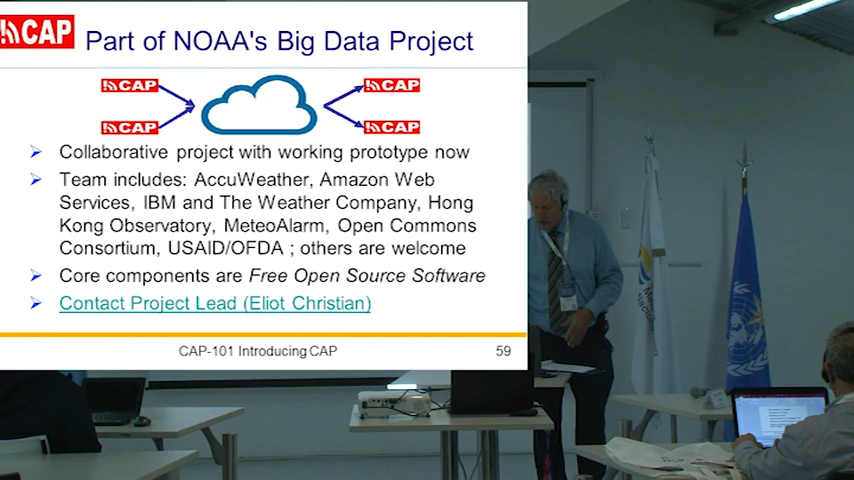 CAP
Part of NOAA's Big Data Project
CAP
CAP
CAP
CAP
Collaborative project with working prototype now
Team includes: AccuWeather, Amazon Web
Services, IBM and The Weather Company, Hong
Kong Observatory, MeteoAlarm, Open Commons
Consortium, USAID/OFDA ; others are welcome
Core components are Free Open Source Software
Contact Project Lead (Eliot Christian)
CAP-101 Introducing CAP
59